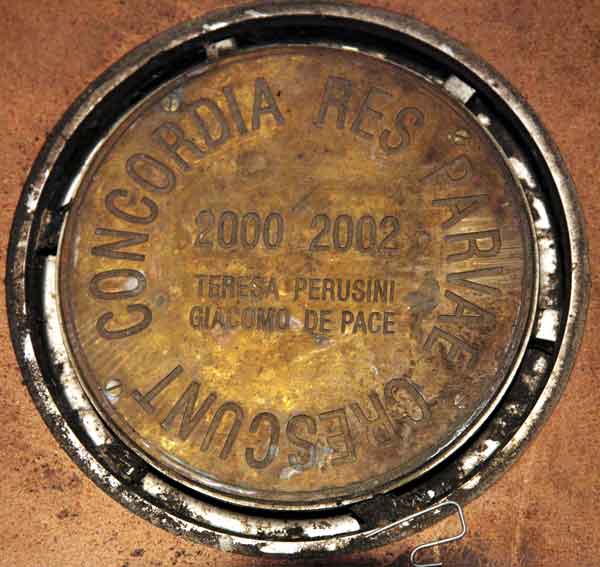 CONCORDIA RES PARVAE CRESCUNT
2000 2002
TERESA PERUSINI
GIACOMO DE PACE